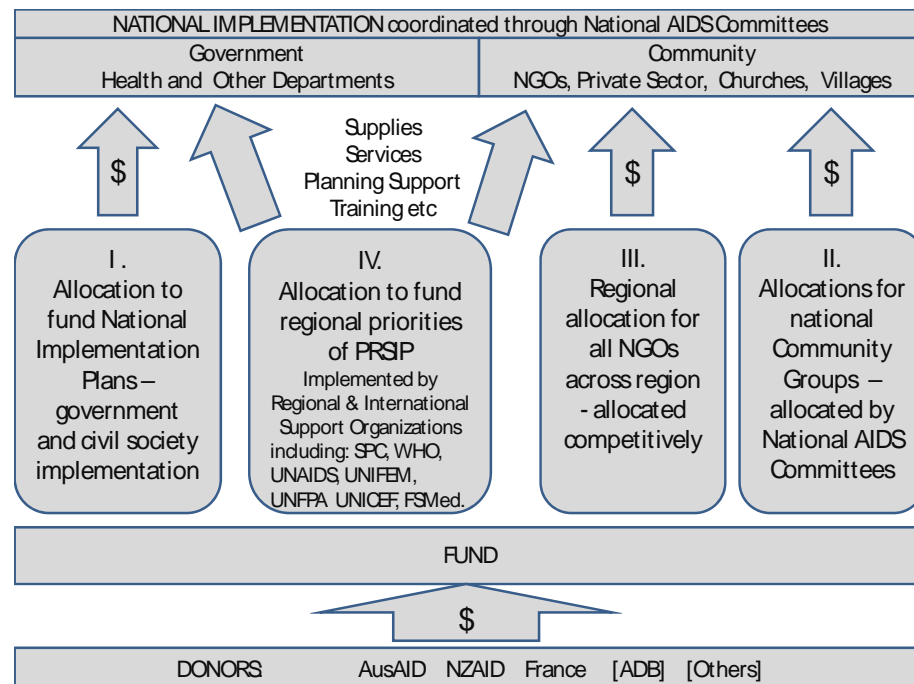 NATIONAL IMPLEMENTATION coordinated through National AIDS Committees
Government
Health and Other Departments
Community
NGOs, Private Sector, Churches, Villages
Supplies
Services
Planning Support
Training etc
$
$
$
I.
Allocation to
fund National
Implementation
Plans –
government
and civil society
implementation
IV.
Allocation to fund
regional priorities
of PRSIP
Implemented by
Regional & International
Support Organizations
including: SPC, WHO,
UNAIDS, UNIFEM,
UNFPA UNICEF, FSMed.
III.
Regional
allocation for
all NGOs
across region
- allocated
competitively
II.
Allocations for
national
Community
Groups –
allocated by
National AIDS
Committees
FUND
$
DONORS. AusAID NZAID France [ADB] [Others]